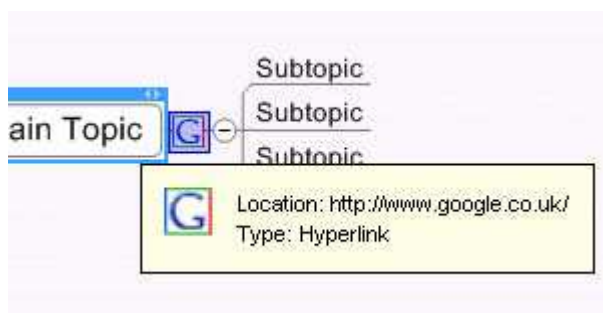 Subtopic
ain Topic
G
Subtopic
Subtopic
G
Location: http://www.google.co.uk/
Type: Hyperlink